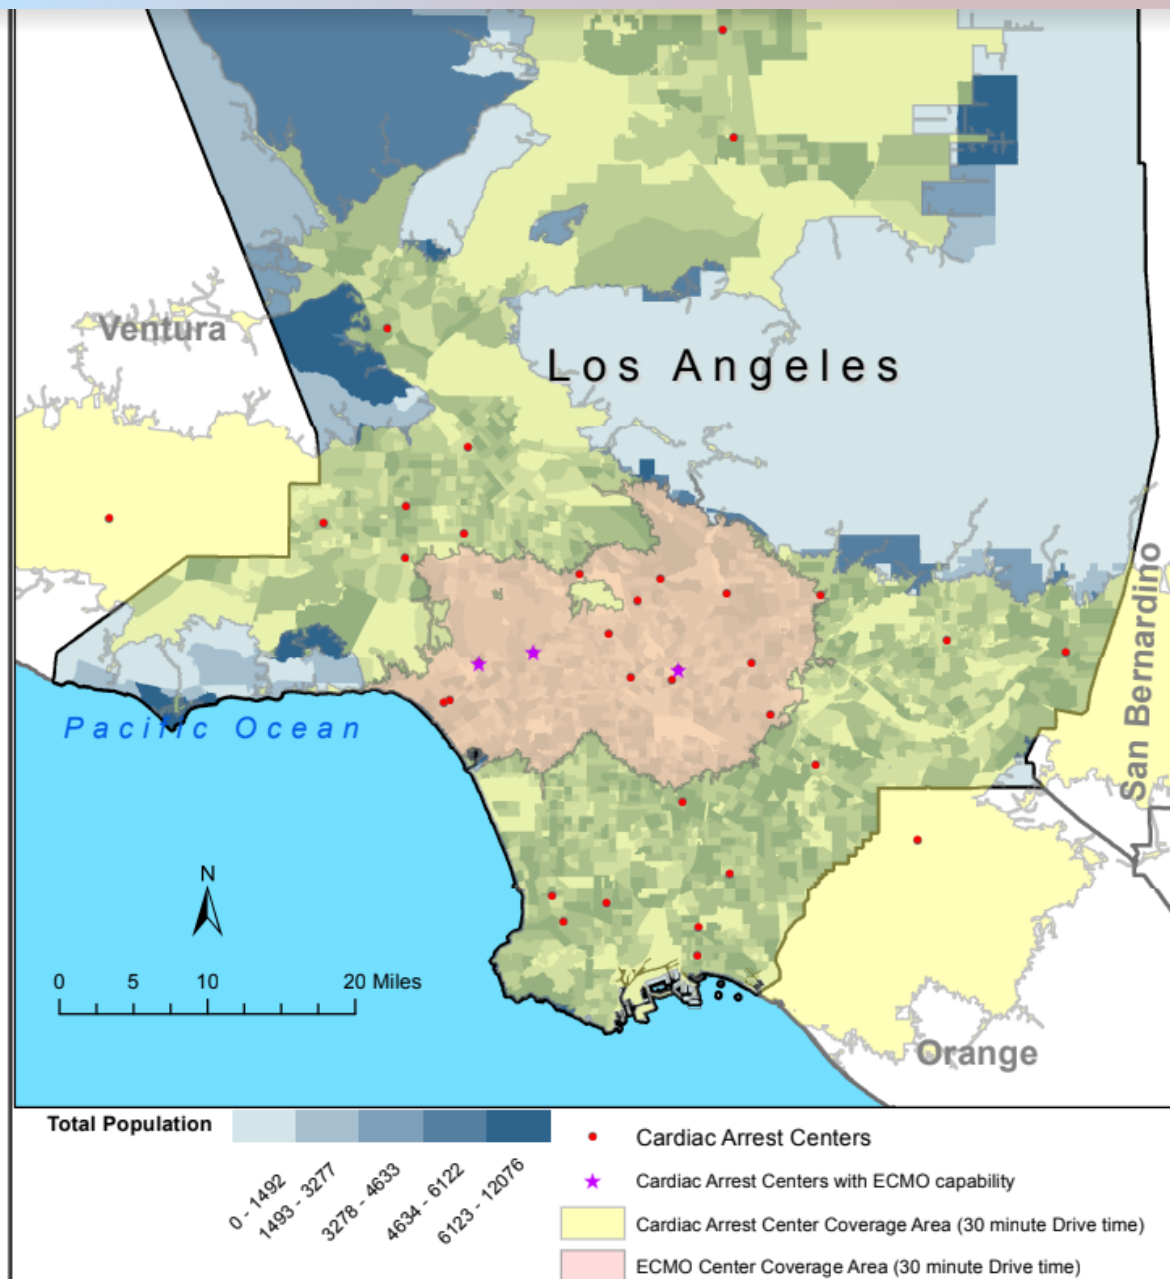 Ventura
Los Angeles
San Bernardino
Pacific Ocean
N
0 5 10 20 Miles
Orange
Total Population
0 - 1492
1493 - 3277
3278 - 4633
4634 - 6122
6123 - 12076
Cardiac Arrest Centers
Cardiac Arrest Centers with ECMO capability
Cardiac Arrest Center Coverage Area (30 minute Drive time)
ECMO Center Coverage Area (30 minute Drive time)